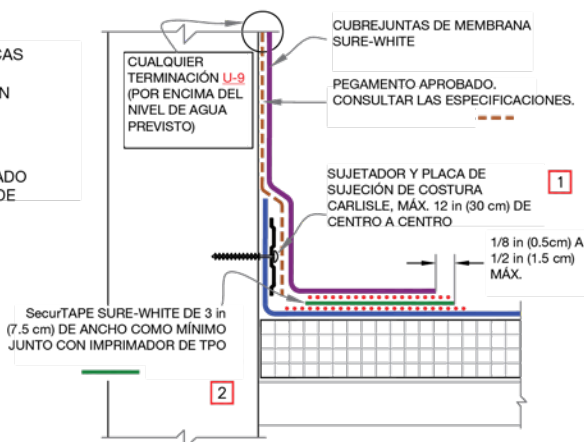 CAS
N
ADO
DE
CUALQUIER
TERMINACIÓN U-9
(POR ENCIMA DEL
NIVEL DE AGUA
PREVISTO)
CUBREJUNTAS DE MEMBRANA
SURE-WHITE
PEGAMENTO APROBADO.
CONSULTAR LAS ESPECIFICACIONES.
SUJETADOR Y PLACA DE
SUJECIÓN DE COSTURA
CARLISLE, MÁX. 12 in (30 cm) DE
CENTRO A CENTRO
1
1/8 in (0.5cm) A
1/2 in (1.5 cm)
MÁX.
SecurTAPE SURE-WHITE DE 3 in
(7.5 cm) DE ANCHO COMO MÍNIMO
JUNTO CON IMPRIMADOR DE TPO
2